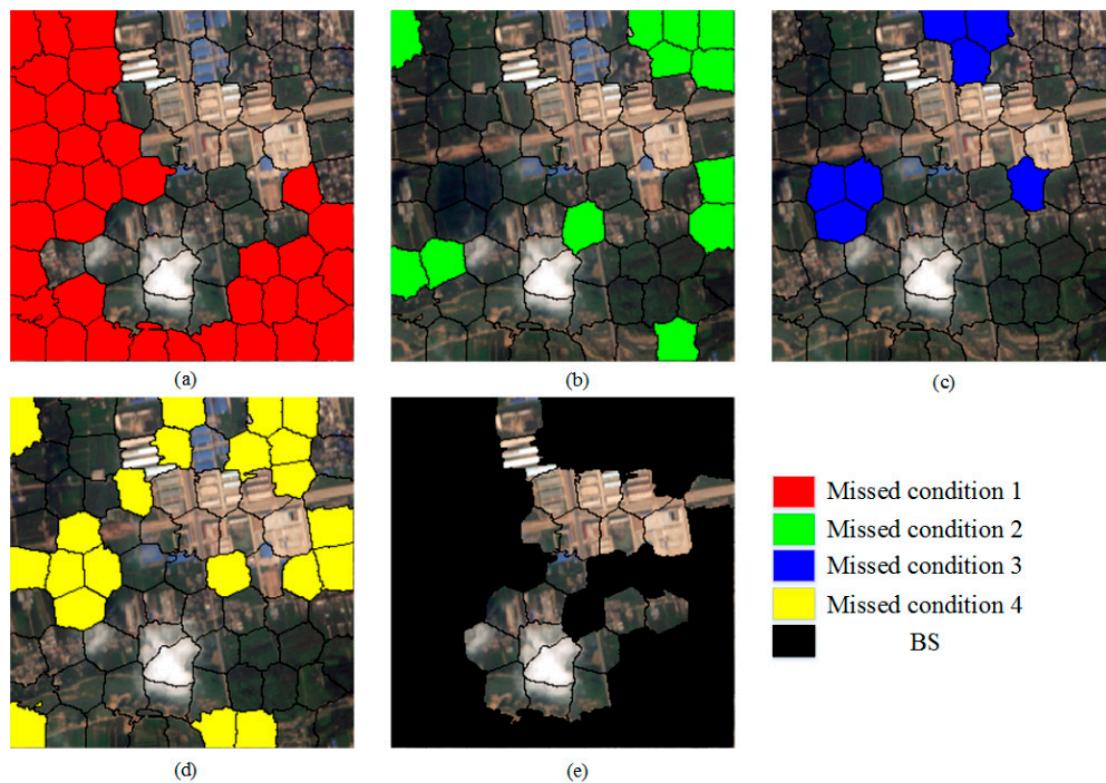 (a)
(b)
(c)
Missed condition 1
Missed condition 2
Missed condition 3
Missed condition 4
BS
(d)
(e)